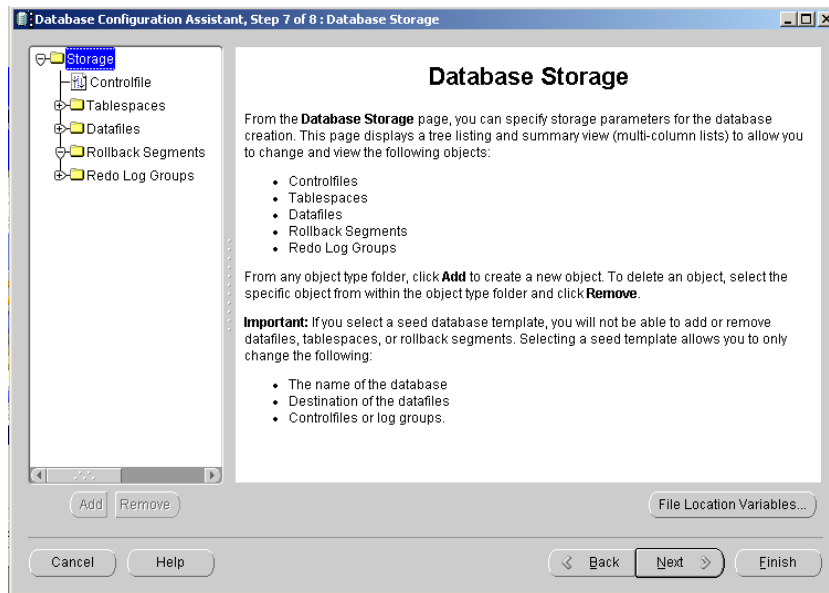 Database Configuration Assistant, Step 7 of 8 : Database Storage
Storage
Controlfile
Tablespaces
Datafiles
Rollback Segments
Redo Log Groups
Database Storage
From the Database Storage page, you can specify storage parameters for the database
creation. This page displays a tree listing and summary view (multi-column lists) to allow you
to change and view the following objects:
• Controlfiles
• Tablespaces
• Datafiles
• Rollback Segments
• Redo Log Groups
From any object type folder, click Add to create a new object. To delete an object, select the
specific object from within the object type folder and click Remove.
Important: If you select a seed database template, you will not be able to add or remove
datafiles, tablespaces, or rollback segments. Selecting a seed template allows you to only
change the following:
• The name of the database
• Destination of the datafiles
• Controlfiles or log groups.
Add Remove
File Location Variables...
Cancel Help Back Next Finish